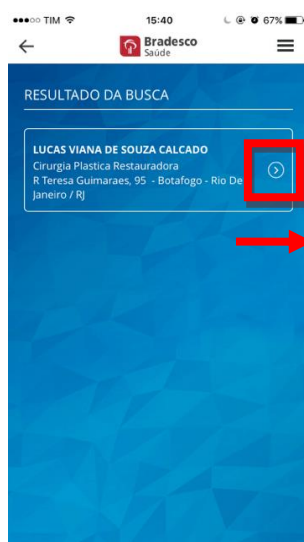 TIM 15:40 67%
Bradesco
Saúde
RESULTADO DA BUSCA
LUCAS VIANA DE SOUZA CALCADO
Cirurgia Plastica Restauradora
R Teresa Guimaraes, 95 - Botafogo - Rio De
Janeiro / RJ